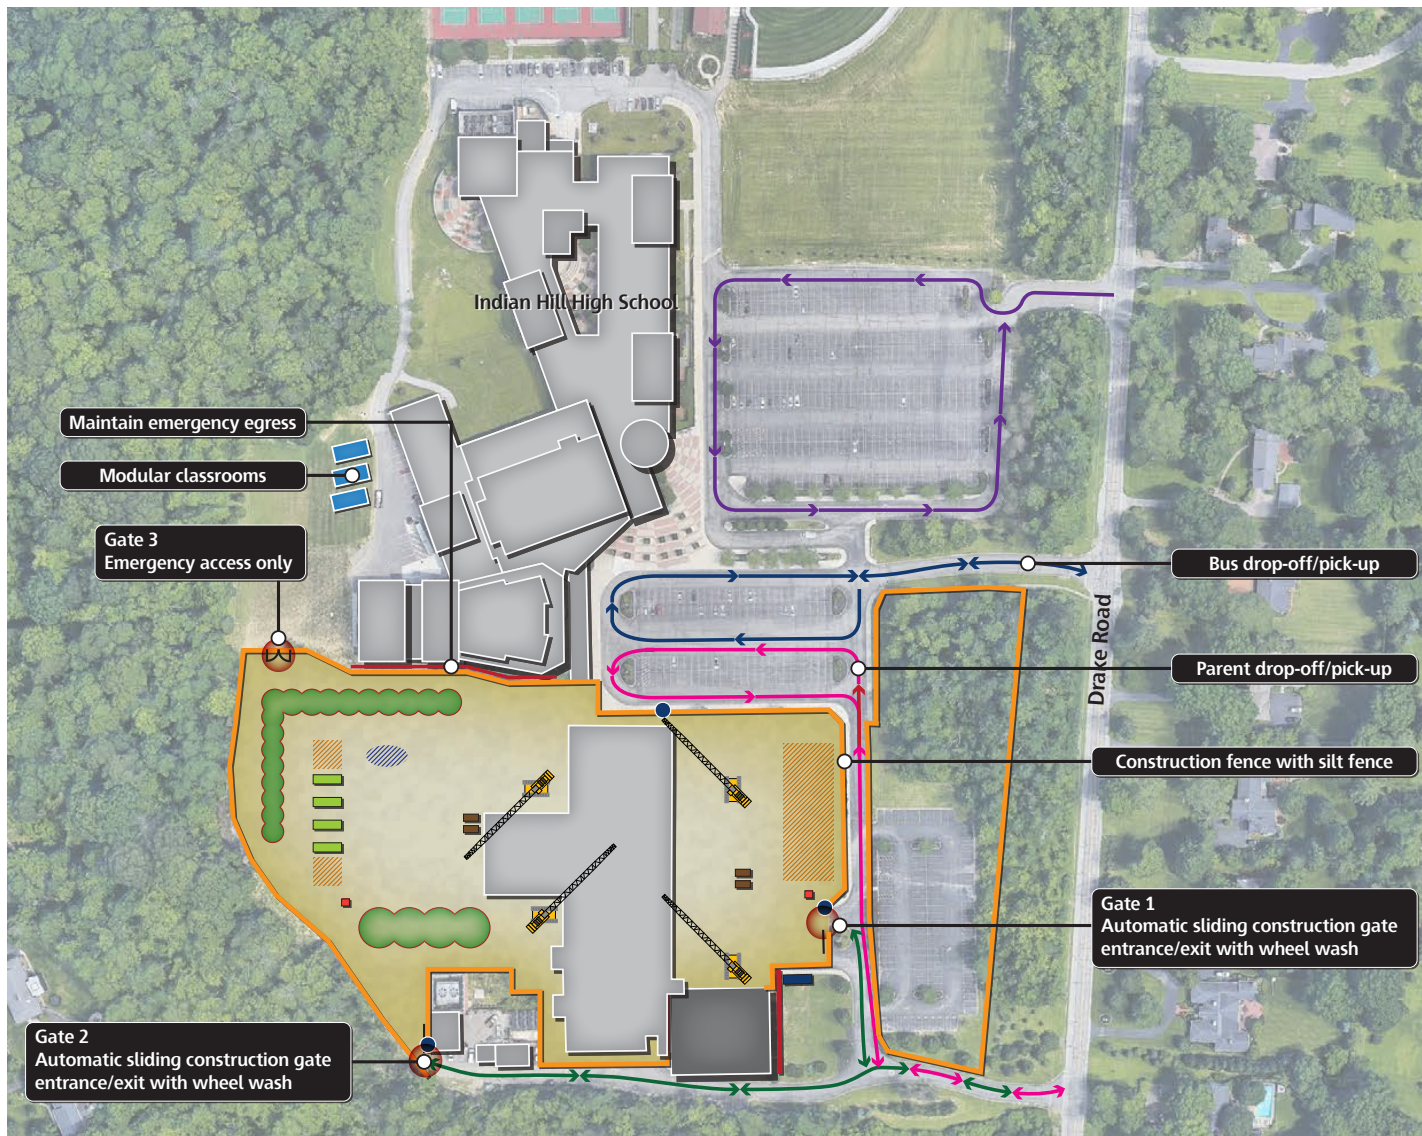 Indian Hill High School
Maintain emergency egress
Modular classrooms
Gate 3
Emergency access only
Bus drop-off/pick-up
Drake Road
Parent drop-off/pick-up
Construction fence with silt fence
Gate 1
Automatic sliding construction gate
entrance/exit with wheel wash
Gate 2
Automatic sliding construction gate
entrance/exit with wheel wash